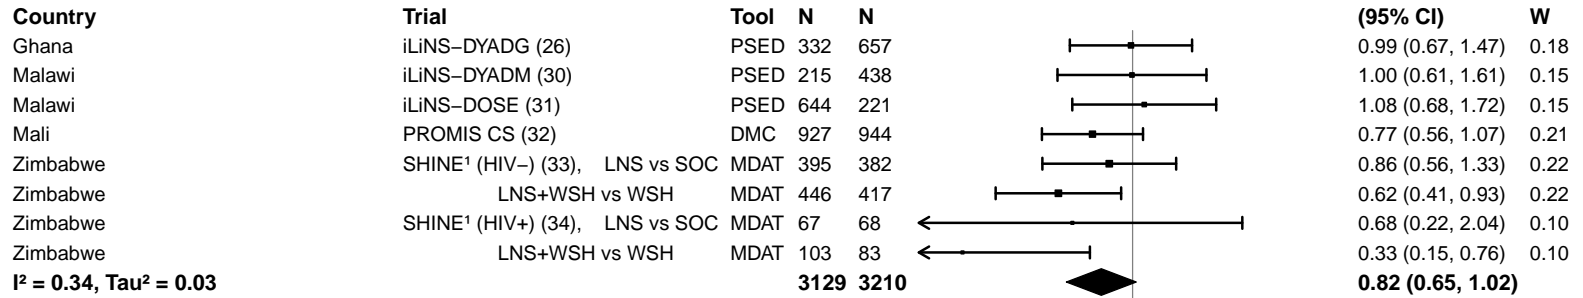 Country Trial Tool N N (95% CI) W
Ghana iLiNS−DYADG (26) PSED 332 657 0.99 (0.67, 1.47) 0.18
Malawi iLiNS−DYADM (30) PSED 215 438 1.00 (0.61, 1.61) 0.15
Malawi iLiNS−DOSE (31) PSED 644 221 1.08 (0.68, 1.72) 0.15
Mali PROMIS CS (32) DMC 927 944 0.77 (0.56, 1.07) 0.21
Zimbabwe SHINE¹ (HIV−) (33), LNS vs SOC MDAT 395 382 0.86 (0.56, 1.33) 0.22
Zimbabwe LNS+WSH vs WSH MDAT 446 417 0.62 (0.41, 0.93) 0.22
Zimbabwe SHINE¹ (HIV+) (34), LNS vs SOC MDAT 67 68 0.68 (0.22, 2.04) 0.10
Zimbabwe LNS+WSH vs WSH MDAT 103 83 0.33 (0.15, 0.76) 0.10
I² = 0.34, Tau² = 0.03 3129 3210 0.82 (0.65, 1.02)